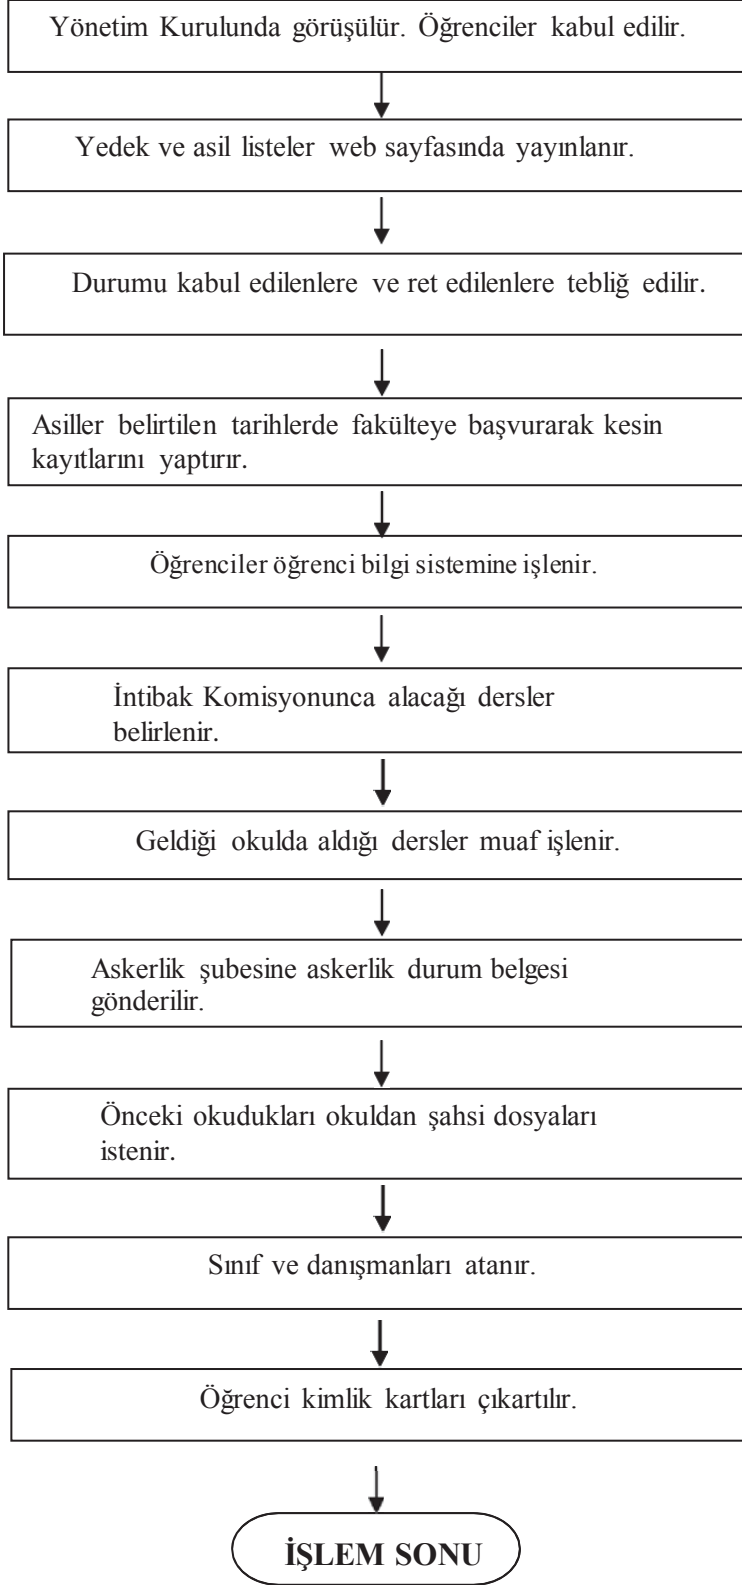 Yönetim Kurulunda görüşülür. Öğrenciler kabul edilir.
Yedek ve asil listeler web sayfasında yayınlanır.
Durumu kabul edilenlere ve ret edilenlere tebliğ edilir.
Asiller belirtilen tarihlerde fakülteye başvurarak kesin
kayıtlarını yaptırır.
Öğrenciler öğrenci bilgi sistemine işlenir.
İntibak Komisyonunca alacağı dersler
belirlenir.
Geldiği okulda aldığı dersler muaf işlenir.
Askerlik şubesine askerlik durum belgesi
gönderilir.
Önceki okudukları okuldan şahsi dosyaları
istenir.
Sınıf ve danışmanları atanır.
Öğrenci kimlik kartları çıkartılır.
İŞLEM SONU